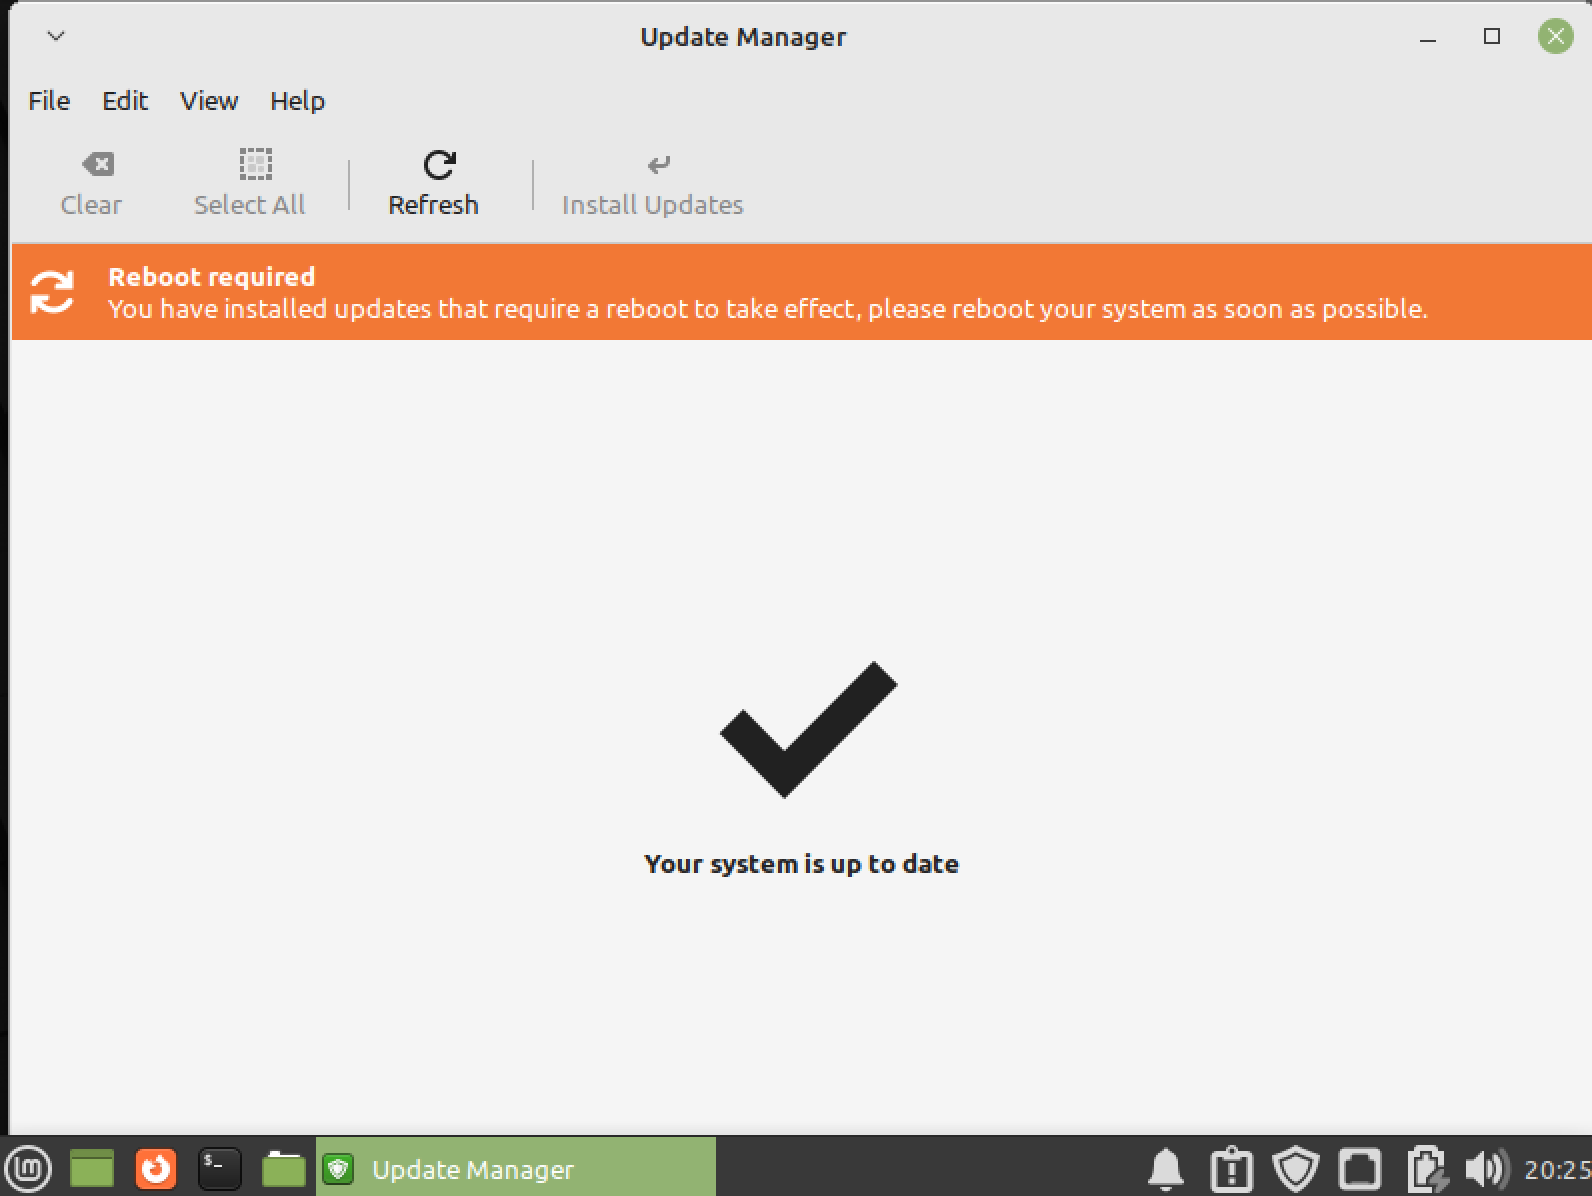 Update Manager
File Edit View Help
Clear Select All Refresh Install Updates
Reboot required
You have installed updates that require a reboot to take effect, please reboot your system as soon as possible.
Your system is up to date
$_ Update Manager 20:25